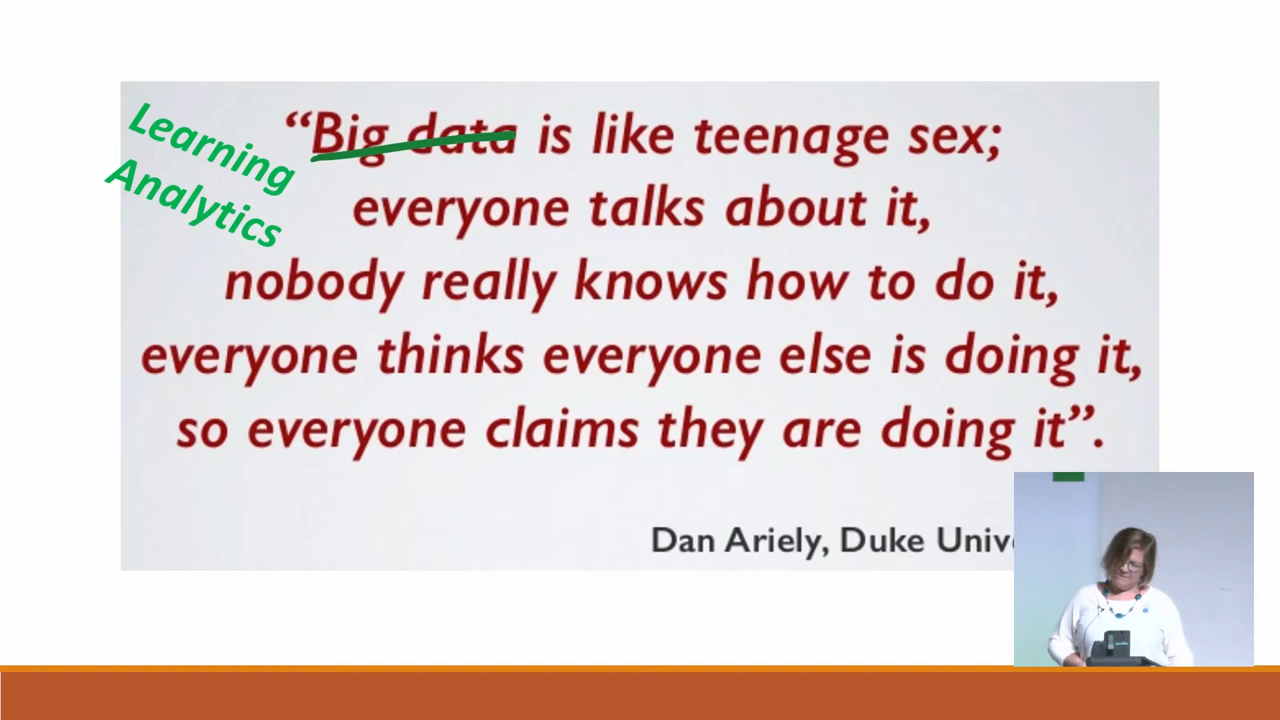 Learning
Analytics
“Big data is like teenage sex;
everyone talks about it,
nobody really knows how to do it,
everyone thinks everyone else is doing it,
so everyone claims they are doing it”.
Dan Ariely, Duke